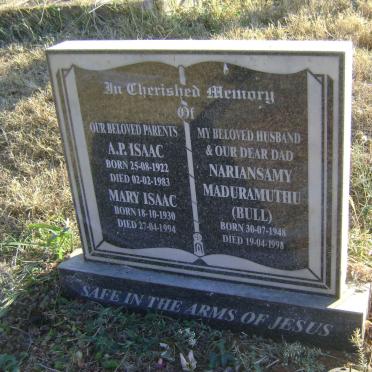 In Cherished Memory
Of
OUR BELOVED PARENTS
A.P. ISAAC
BORN 25-08-1922
DIED 02-02-1983
MARY ISAAC
BORN 18-10-1930
DIED 27-04-1994
MY BELOVED HUSBAND
& OUR DEAR DAD
NARIANSAMY
MADURAMUTHU
(BULL)
BORN 30-07-1948
DIED 19-04-1998
SAFE IN THE ARMS OF JESUS